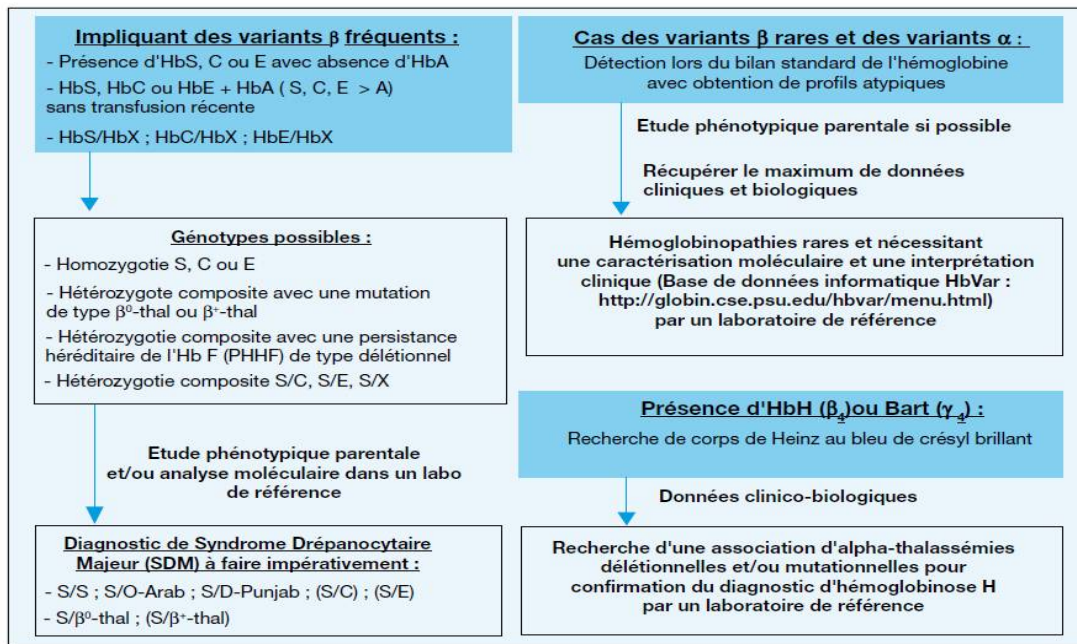 Impliquant des variants β fréquents :
- Présence d'HbS, C ou E avec absence d'HbA
- HbS, HbC ou HbE + HbA ( S, C, E > A)
sans transfusion récente
- HbS/HbX ; HbC/HbX ; HbE/HbX
Génotypes possibles :
- Homozygotie S, C ou E
- Hétérozygote composite avec une mutation
de type β⁰-thal ou β⁺-thal
- Hétérozygotie composite avec une persistance
héréditaire de l'Hb F (PHHF) de type délétionnel
- Hétérozygotie composite S/C, S/E, S/X
Etude phénotypique parentale
et/ou analyse moléculaire dans un labo
de référence
Diagnostic de Syndrome Drépanocytaire
Majeur (SDM) à faire impérativement :
- S/S ; S/O-Arab ; S/D-Punjab ; (S/C) ; (S/E)
- S/β⁰-thal ; (S/β⁺-thal)
Cas des variants β rares et des variants α :
Détection lors du bilan standard de l'hémoglobine
avec obtention de profils atypiques
Etude phénotypique parentale si possible
Récupérer le maximum de données
cliniques et biologiques
Hémoglobinopathies rares et nécessitant
une caractérisation moléculaire et une interprétation
clinique (Base de données informatique HbVar :
http://globin.cse.psu.edu/hbvar/menu.html)
par un laboratoire de référence
Présence d'HbH (β₄)ou Bart (γ₄) :
Recherche de corps de Heinz au bleu de crésyl brillant
Données clinico-biologiques
Recherche d'une association d'alpha-thalassémies
délétionnelles et/ou mutationnelles pour
confirmation du diagnostic d'hémoglobinose H
par un laboratoire de référence